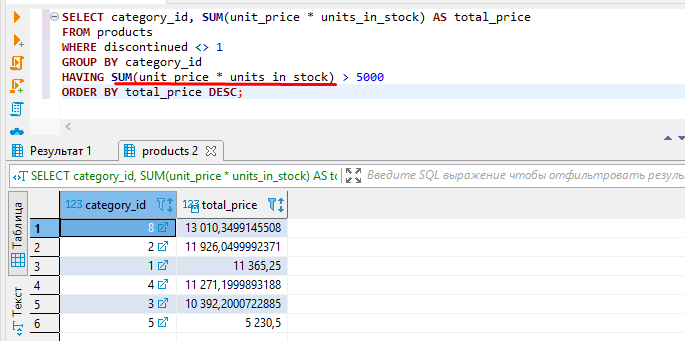 SELECT category_id, SUM(unit_price * units_in_stock) AS total_price
FROM products
WHERE discontinued <> 1
GROUP BY category_id
HAVING SUM(unit_price * units_in_stock) > 5000
ORDER BY total_price DESC;
Результат 1 products 2
SELECT category_id, SUM(unit_price * units_in_stock) AS to Введите SQL выражение чтобы отфильтровать резуль
Таблица
Текст
123 category_id 123 total_price
1 8 13 010,3499145508
2 2 11 926,0499992371
3 1 11 365,25
4 4 11 271,1999893188
5 3 10 392,2000722885
6 5 5 230,5